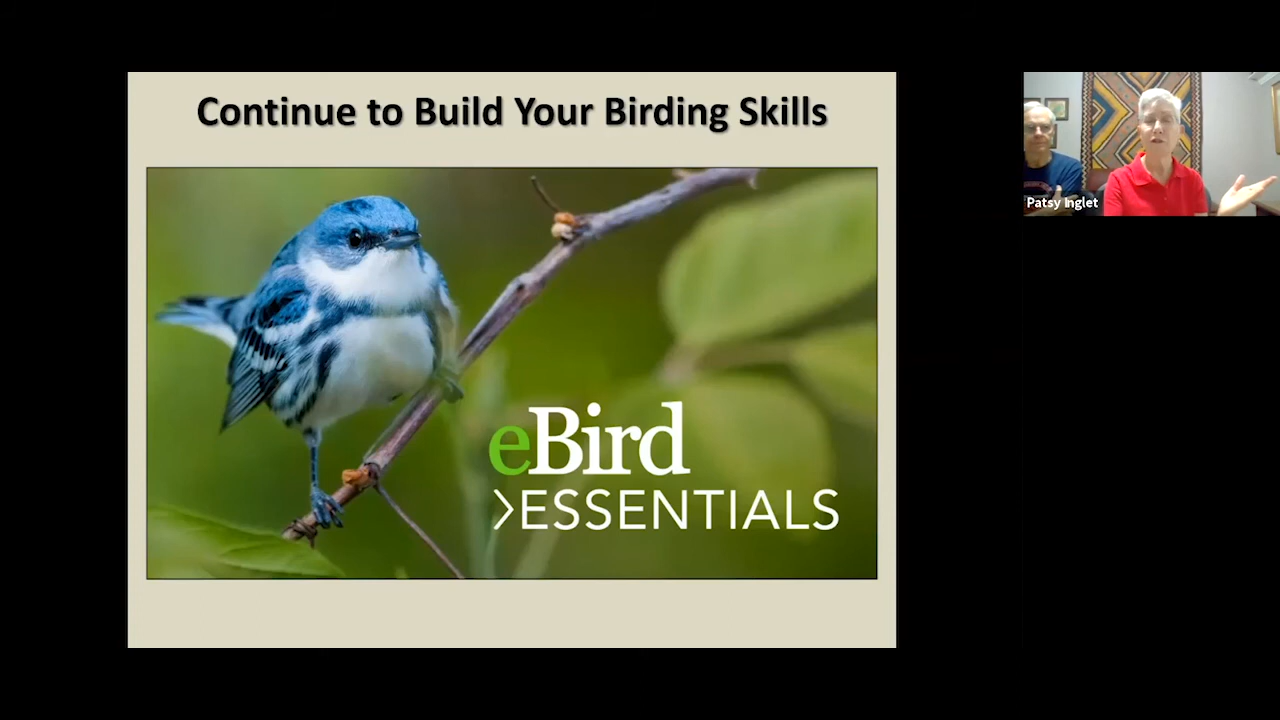 Continue to Build Your Birding Skills
eBird
>ESSENTIALS
Patsy Inglet